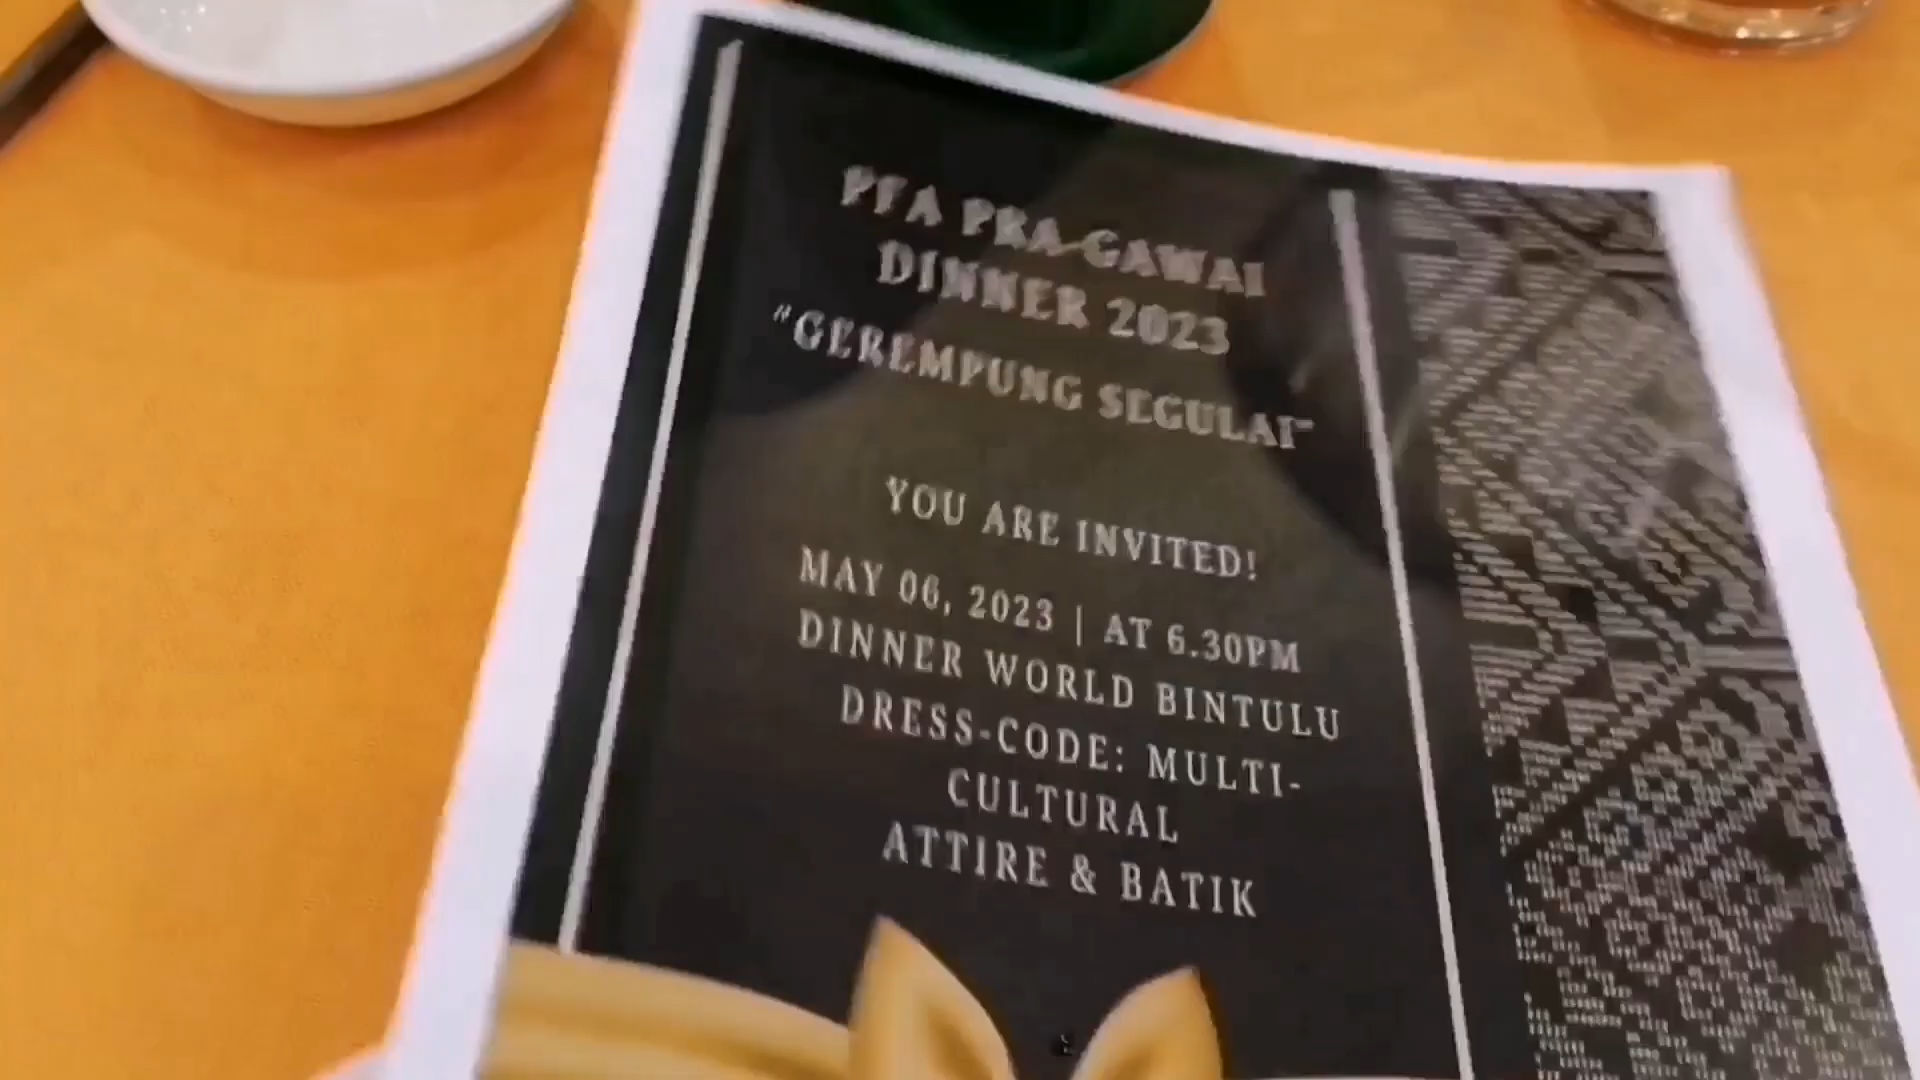 PFA PRA-GAWAI
DINNER 2023
"GEREMPUNG SEGULAI"
YOU ARE INVITED!
MAY 06, 2023 | AT 6.30PM
DINNER WORLD BINTULU
DRESS-CODE: MULTI-
CULTURAL
ATTIRE & BATIK